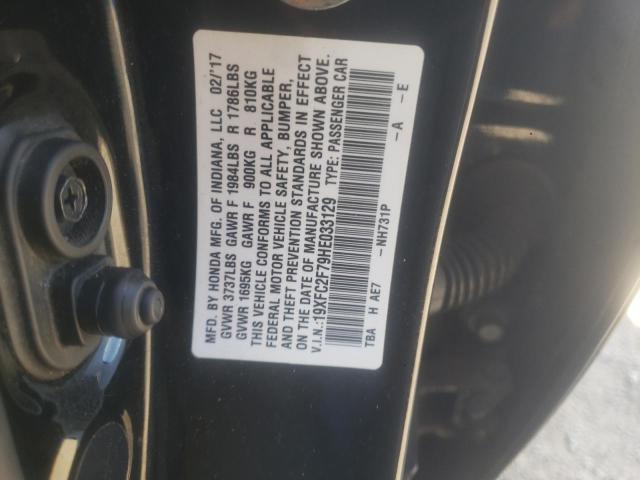 MFD. BY HONDA MFG. OF INDIANA, LLC 02/'17
GVWR 3737LBS GAWR F 1984LBS R 1786LBS
GVWR 1695KG GAWR F 900KG R 810KG
THIS VEHICLE CONFORMS TO ALL APPLICABLE
FEDERAL MOTOR VEHICLE SAFETY, BUMPER,
AND THEFT PREVENTION STANDARDS IN EFFECT
ON THE DATE OF MANUFACTURE SHOWN ABOVE.
V.I.N.:19XFC2F79HE033129 TYPE: PASSENGER CAR
TBA H AE7 -NH731P -A -E